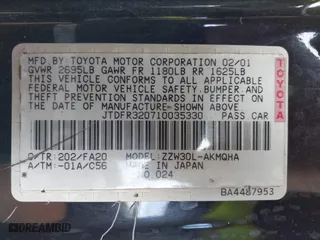 MFD. BY: TOYOTA MOTOR CORPORATION 02/01
GVWR 2695LB GAWR FR 1180LB RR 1625LB
THIS VEHICLE CONFORMS TO ALL APPLICABLE
FEDERAL MOTOR VEHICLE SAFETY, BUMPER, AND
THEFT PREVENTION STANDARDS IN EFFECT ON
THE DATE OF MANUFACTURE SHOWN ABOVE.
JTDFR320710035330 PASS.CAR
C/TR: 202/FA20 MODEL: ZZW30L-AKMQHA
A/TM: -01A/C56 MADE IN JAPAN
0.024
BA4487953
TOYOTA
© DREAMBID